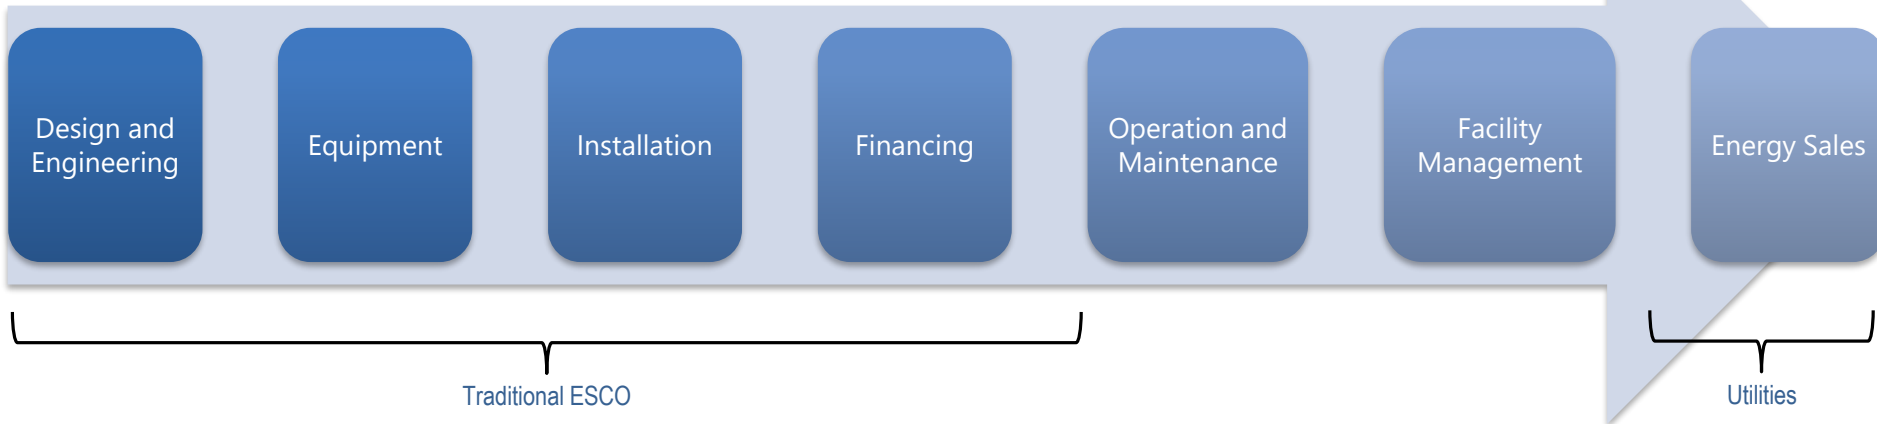 Design and
Engineering
Equipment
Installation
Financing
Operation and
Maintenance
Facility
Management
Energy Sales
Traditional ESCO
Utilities